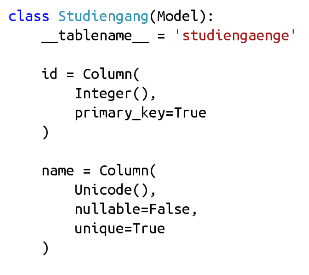 class Studiengang(Model):
    __tablename__ = 'studiengaenge'

    id = Column(
        Integer(),
        primary_key=True
    )

    name = Column(
        Unicode(),
        nullable=False,
        unique=True
    )